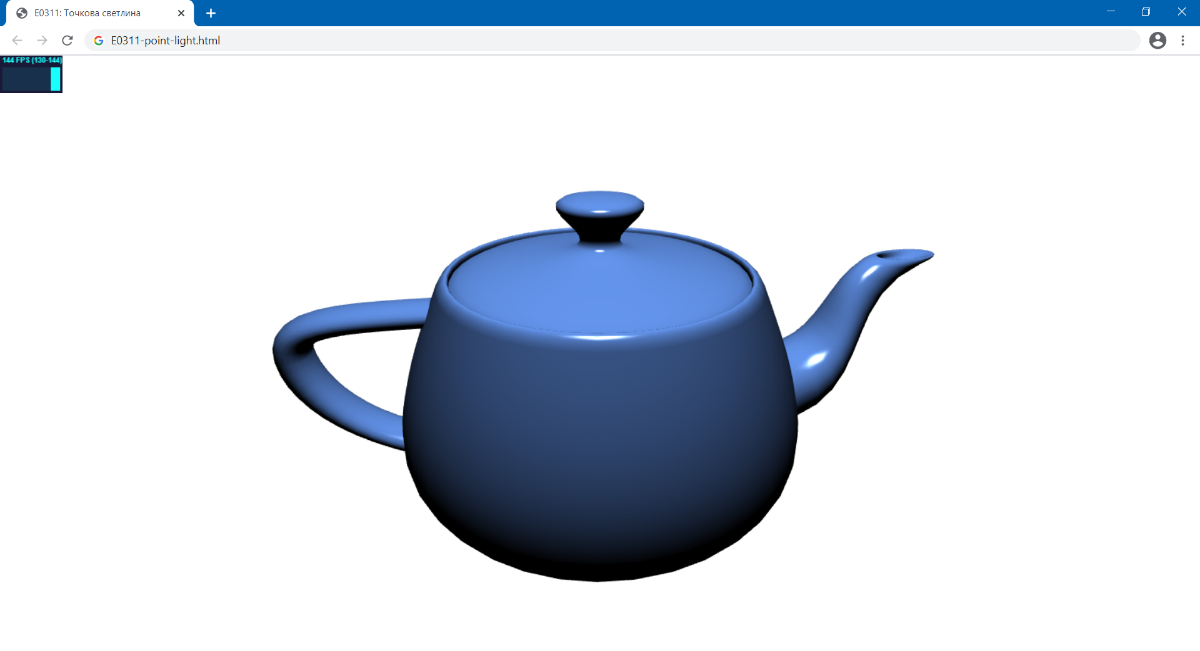 E0311: Точкова светлина
E0311-point-light.html
144 FPS (130-144)